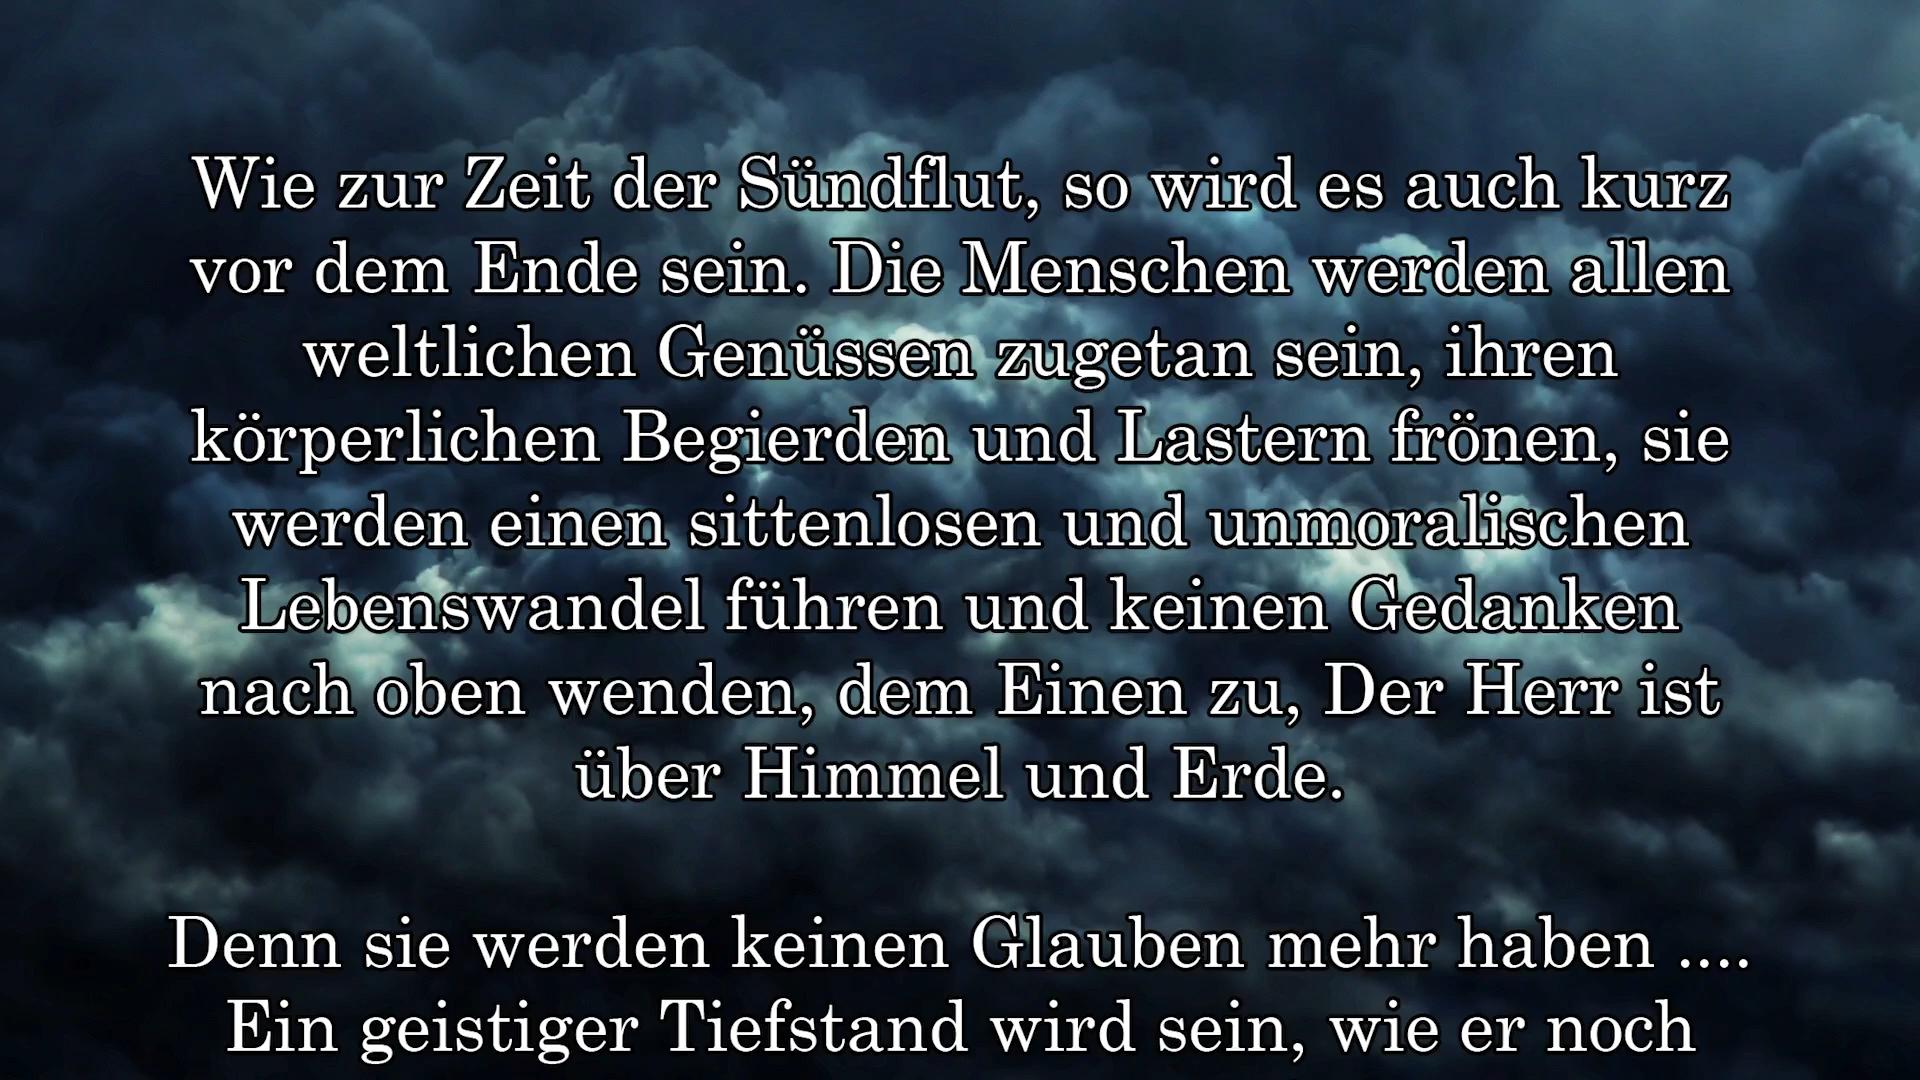 Wie zur Zeit der Sündflut, so wird es auch kurz
vor dem Ende sein. Die Menschen werden allen
weltlichen Genüssen zugetan sein, ihren
körperlichen Begierden und Lastern frönen, sie
werden einen sittenlosen und unmoralischen
Lebenswandel führen und keinen Gedanken
nach oben wenden, dem Einen zu, Der Herr ist
über Himmel und Erde.
Denn sie werden keinen Glauben mehr haben ....
Ein geistiger Tiefstand wird sein, wie er noch